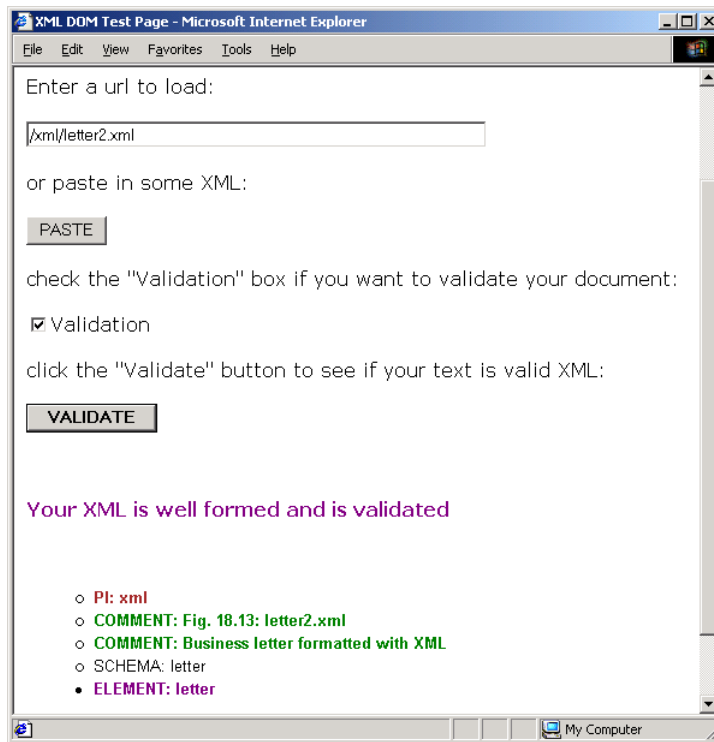 XML DOM Test Page - Microsoft Internet Explorer
File Edit View Favorites Tools Help
Enter a url to load:
/xml/letter2.xml
or paste in some XML:
PASTE
check the "Validation" box if you want to validate your document:
Validation
click the "Validate" button to see if your text is valid XML:
VALIDATE
Your XML is well formed and is validated
PI: xml
COMMENT: Fig. 18.13: letter2.xml
COMMENT: Business letter formatted with XML
SCHEMA: letter
ELEMENT: letter
My Computer